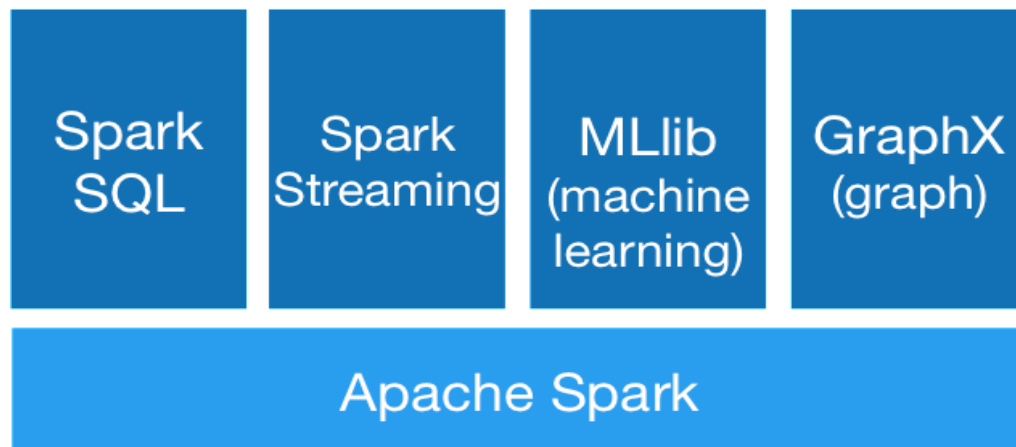 Spark
SQL
Spark
Streaming
MLlib
(machine
learning)
GraphX
(graph)
Apache Spark